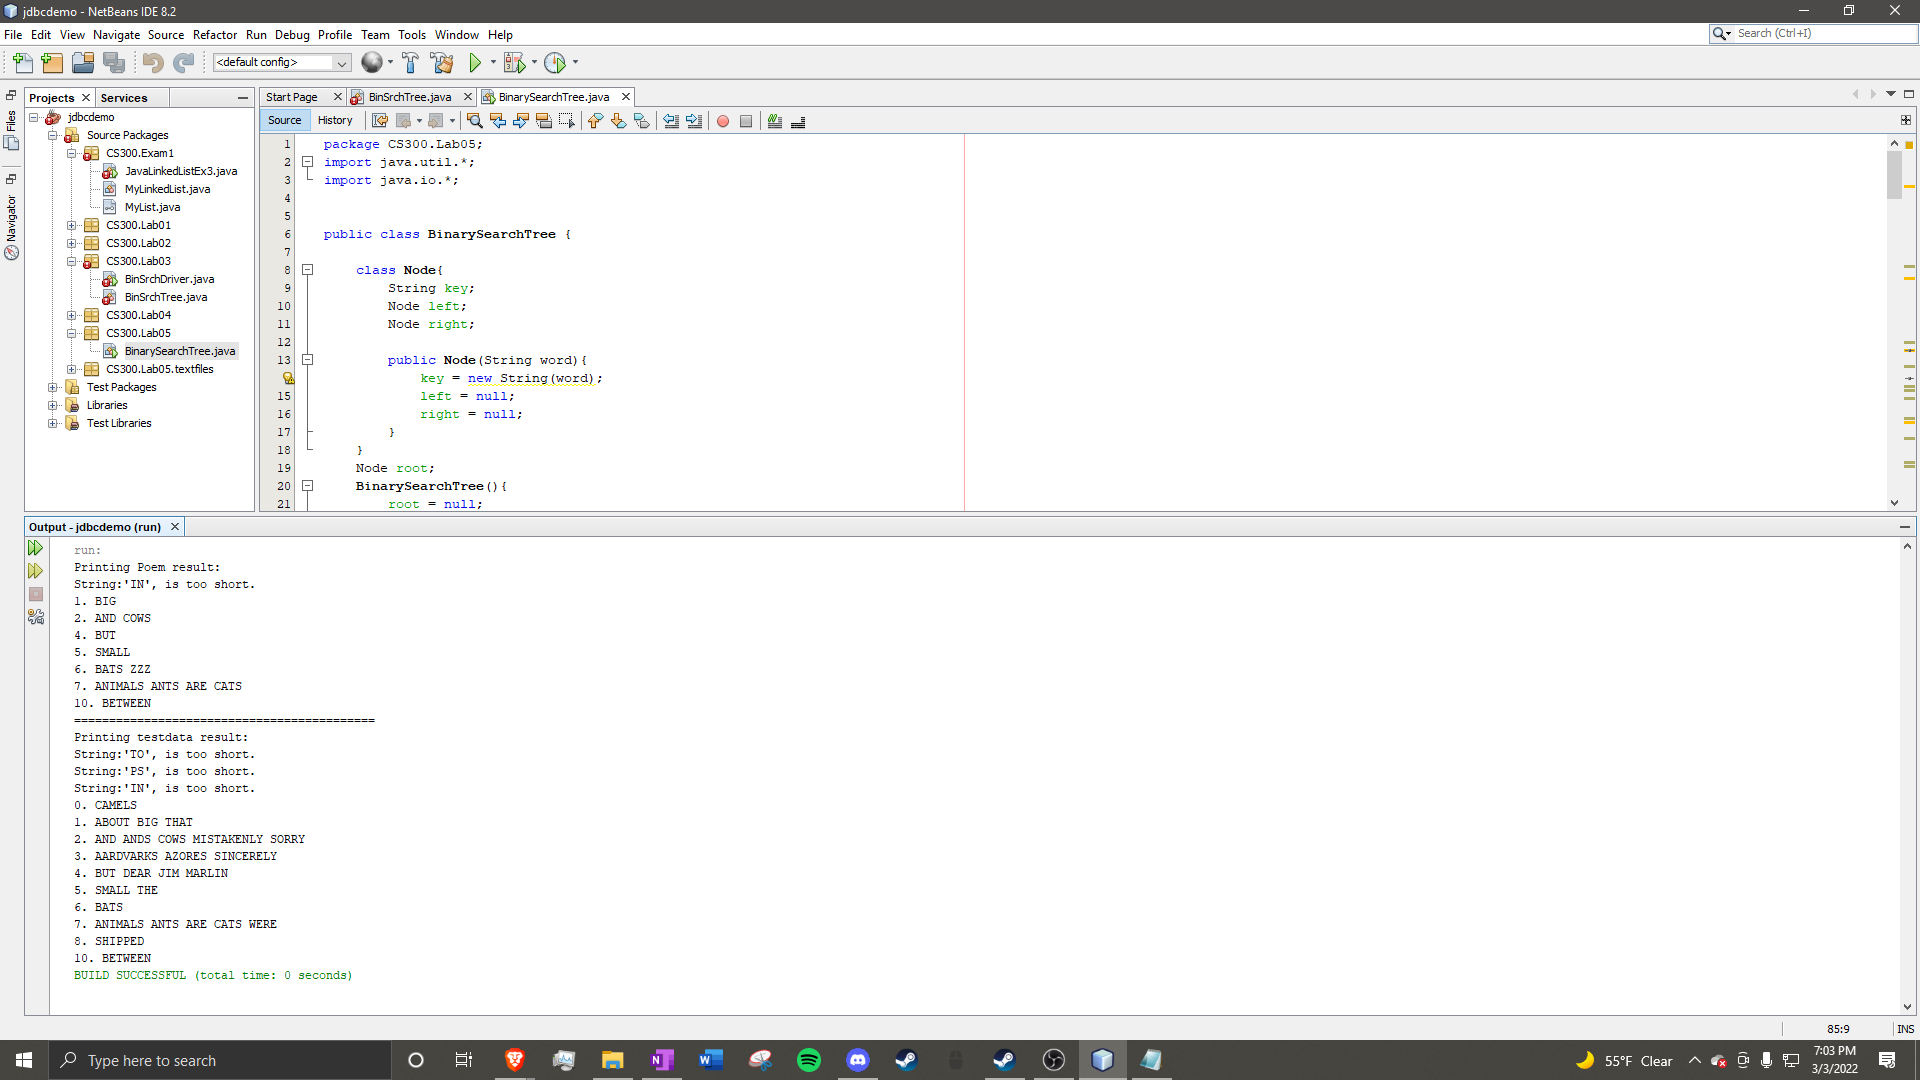 jdbcdemo - NetBeans IDE 8.2
File Edit View Navigate Source Refactor Run Debug Profile Team Tools Window Help
Search (Ctrl+I)
<default config>
Projects
Services
Files
Navigator
jdbcdemo
Source Packages
CS300.Exam1
JavaLinkedListEx3.java
MyLinkedList.java
MyList.java
CS300.Lab01
CS300.Lab02
CS300.Lab03
BinSrchDriver.java
BinSrchTree.java
CS300.Lab04
CS300.Lab05
BinarySearchTree.java
CS300.Lab05.textfiles
Test Packages
Libraries
Test Libraries
Start Page BinSrchTree.java BinarySearchTree.java
Source History
1 package CS300.Lab05;
2 import java.util.*;
3 import java.io.*;
4
5
6 public class BinarySearchTree {
7
8 class Node{
9 String key;
10 Node left;
11 Node right;
12
13 public Node(String word){
key = new String(word);
15 left = null;
16 right = null;
17 }
18 }
19 Node root;
20 BinarySearchTree(){
21 root = null;
Output - jdbcdemo (run)
run:
Printing Poem result:
String:'IN', is too short.
1. BIG
2. AND COWS
4. BUT
5. SMALL
6. BATS ZZZ
7. ANIMALS ANTS ARE CATS
10. BETWEEN
===========================================
Printing testdata result:
String:'TO', is too short.
String:'PS', is too short.
String:'IN', is too short.
0. CAMELS
1. ABOUT BIG THAT
2. AND ANDS COWS MISTAKENLY SORRY
3. AARDVARKS AZORES SINCERELY
4. BUT DEAR JIM MARLIN
5. SMALL THE
6. BATS
7. ANIMALS ANTS ARE CATS WERE
8. SHIPPED
10. BETWEEN
BUILD SUCCESSFUL (total time: 0 seconds)
85:9 INS
Type here to search
55°F Clear
7:03 PM
3/3/2022